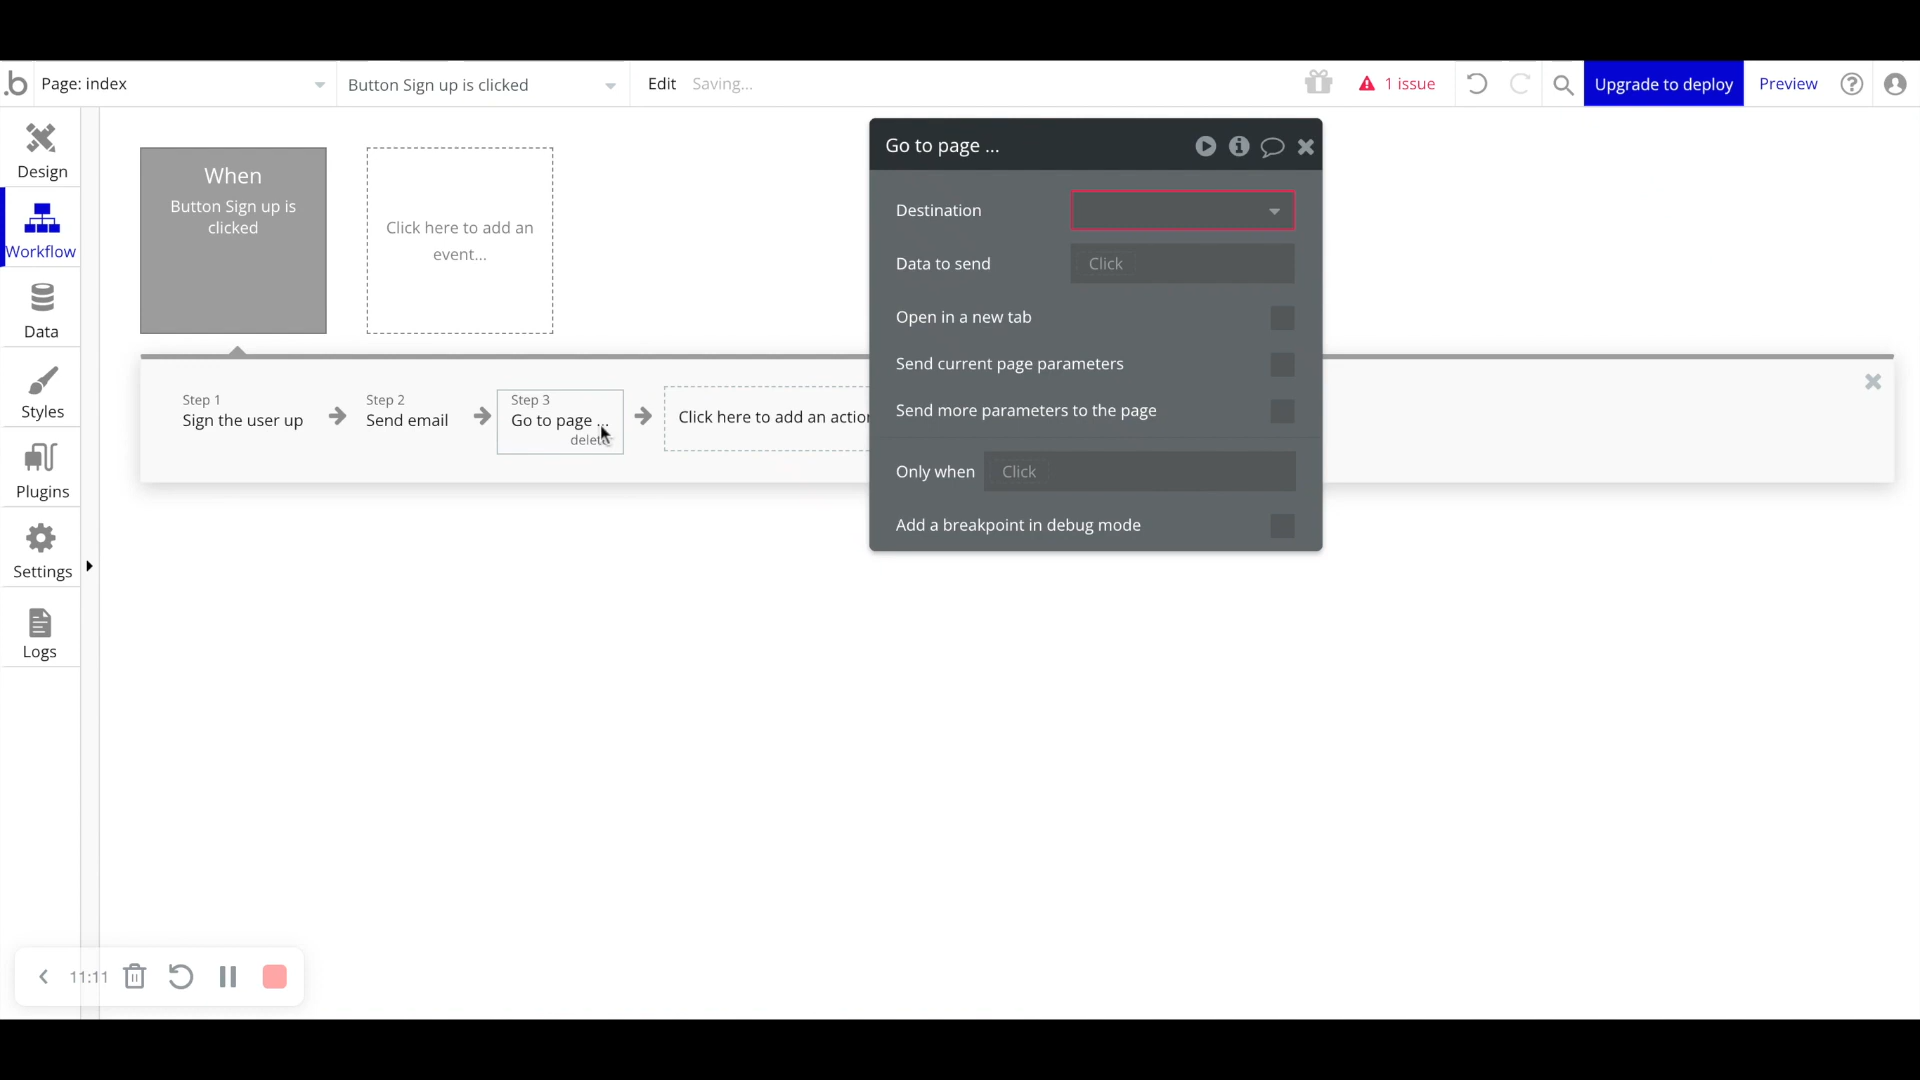 .b
Page: index
Button Sign up is clicked
Edit
Saving...
1 issue
Upgrade to deploy
Preview
Design
Workflow
Data
Styles
Plugins
Settings
Logs
When
Button Sign up is
clicked
Click here to add an
event...
Step 1
Sign the user up
Step 2
Send email
Step 3
Go to page ...
delete
Click here to add an action
Go to page ...
Destination
Data to send
Click
Open in a new tab
Send current page parameters
Send more parameters to the page
Only when
Click
Add a breakpoint in debug mode
11:11